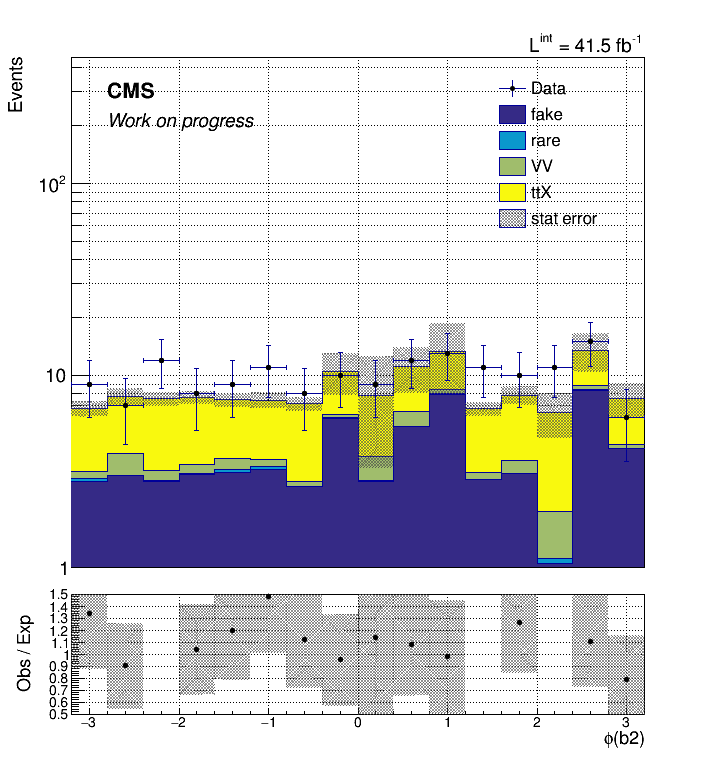 L^int = 41.5 fb^-1
Events
CMS
Work on progress
Data
fake
rare
VV
ttX
stat error
10^2
10
1
Obs / Exp
1.5
1.4
1.3
1.2
1.1
1
0.9
0.8
0.7
0.6
0.5
−3 −2 −1 0 1 2 3
ϕ(b2)